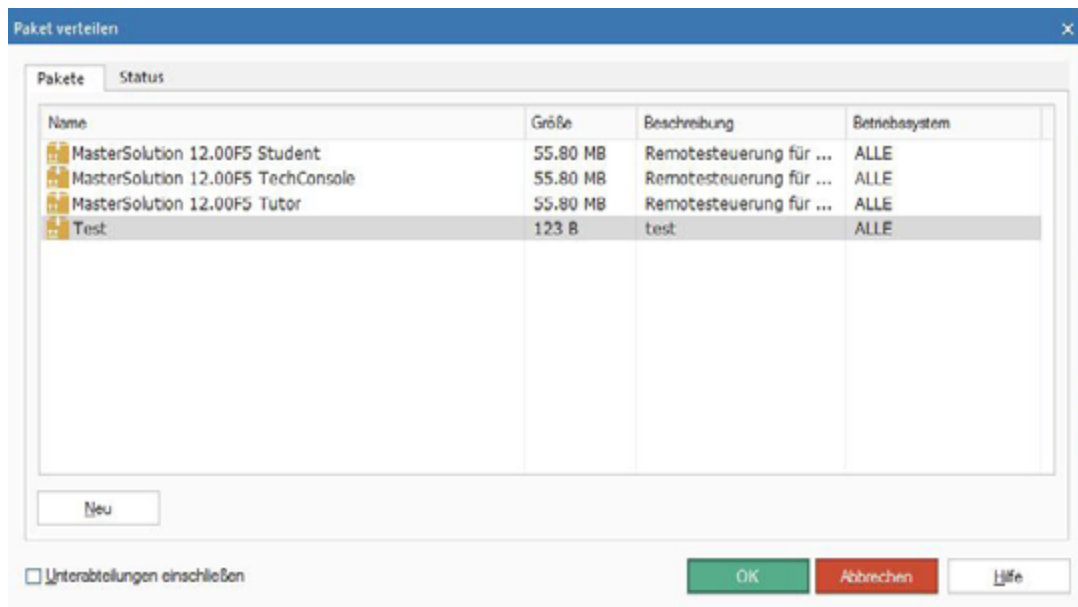 Paket verteilen
Pakete Status
Name Größe Beschreibung Betriebssystem
MasterSolution 12.00F5 Student 55.80 MB Remotesteuerung für ... ALLE
MasterSolution 12.00F5 TechConsole 55.80 MB Remotesteuerung für ... ALLE
MasterSolution 12.00F5 Tutor 55.80 MB Remotesteuerung für ... ALLE
Test 123 B test ALLE
Neu
Unterabteilungen einschließen OK Abbrechen Hilfe